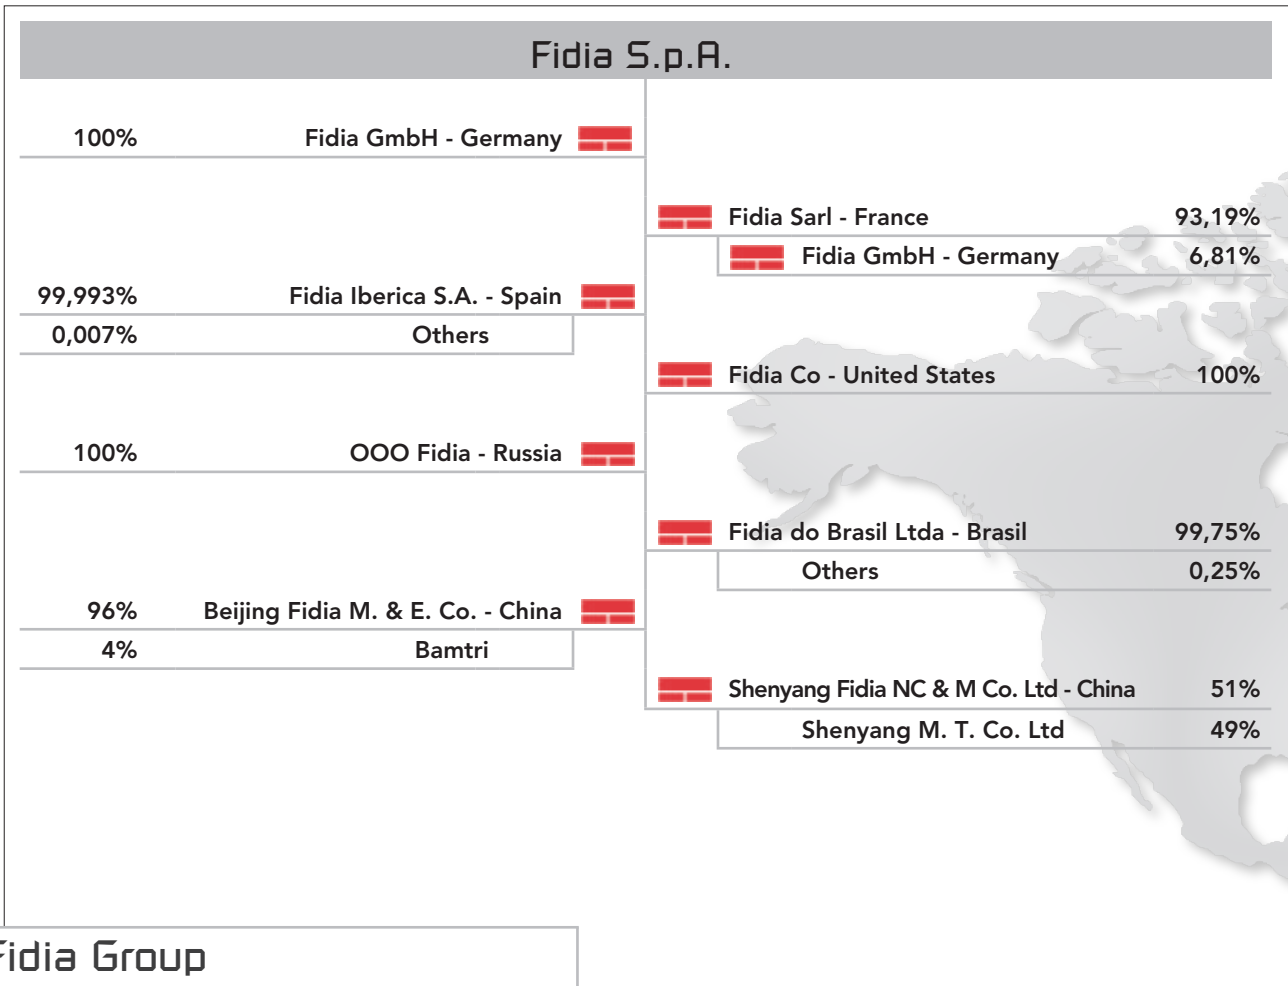 Fidia S.p.A.
100% Fidia GmbH - Germany
Fidia Sarl - France 93,19%
Fidia GmbH - Germany 6,81%
99,993% Fidia Iberica S.A. - Spain
0,007% Others
Fidia Co - United States 100%
100% OOO Fidia - Russia
Fidia do Brasil Ltda - Brasil 99,75%
Others 0,25%
96% Beijing Fidia M. & E. Co. - China
4% Bamtri
Shenyang Fidia NC & M Co. Ltd - China 51%
Shenyang M. T. Co. Ltd 49%
Fidia Group